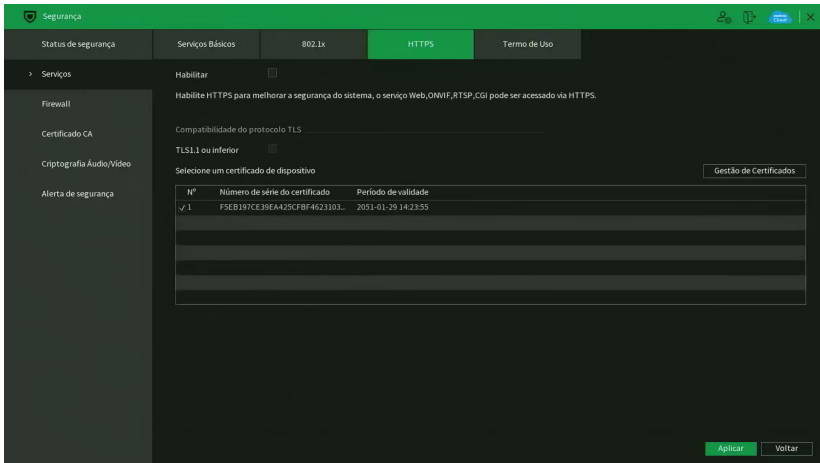 Segurança
Cloud
Status de segurança
Serviços Básicos
802.1x
HTTPS
Termo de Uso
> Serviços
Firewall
Certificado CA
Criptografia Áudio/Vídeo
Alerta de segurança
Habilitar
Habilite HTTPS para melhorar a segurança do sistema, o serviço Web,ONVIF,RTSP,CGI pode ser acessado via HTTPS.
Compatibilidade do protocolo TLS
TLS1.1 ou inferior
Selecione um certificado de dispositivo
Gestão de Certificados
Nº Número de série do certificado Período de validade
1 F5EB197CE39EA425CFBF4623103... 2051-01-29 14:23:55
Aplicar
Voltar